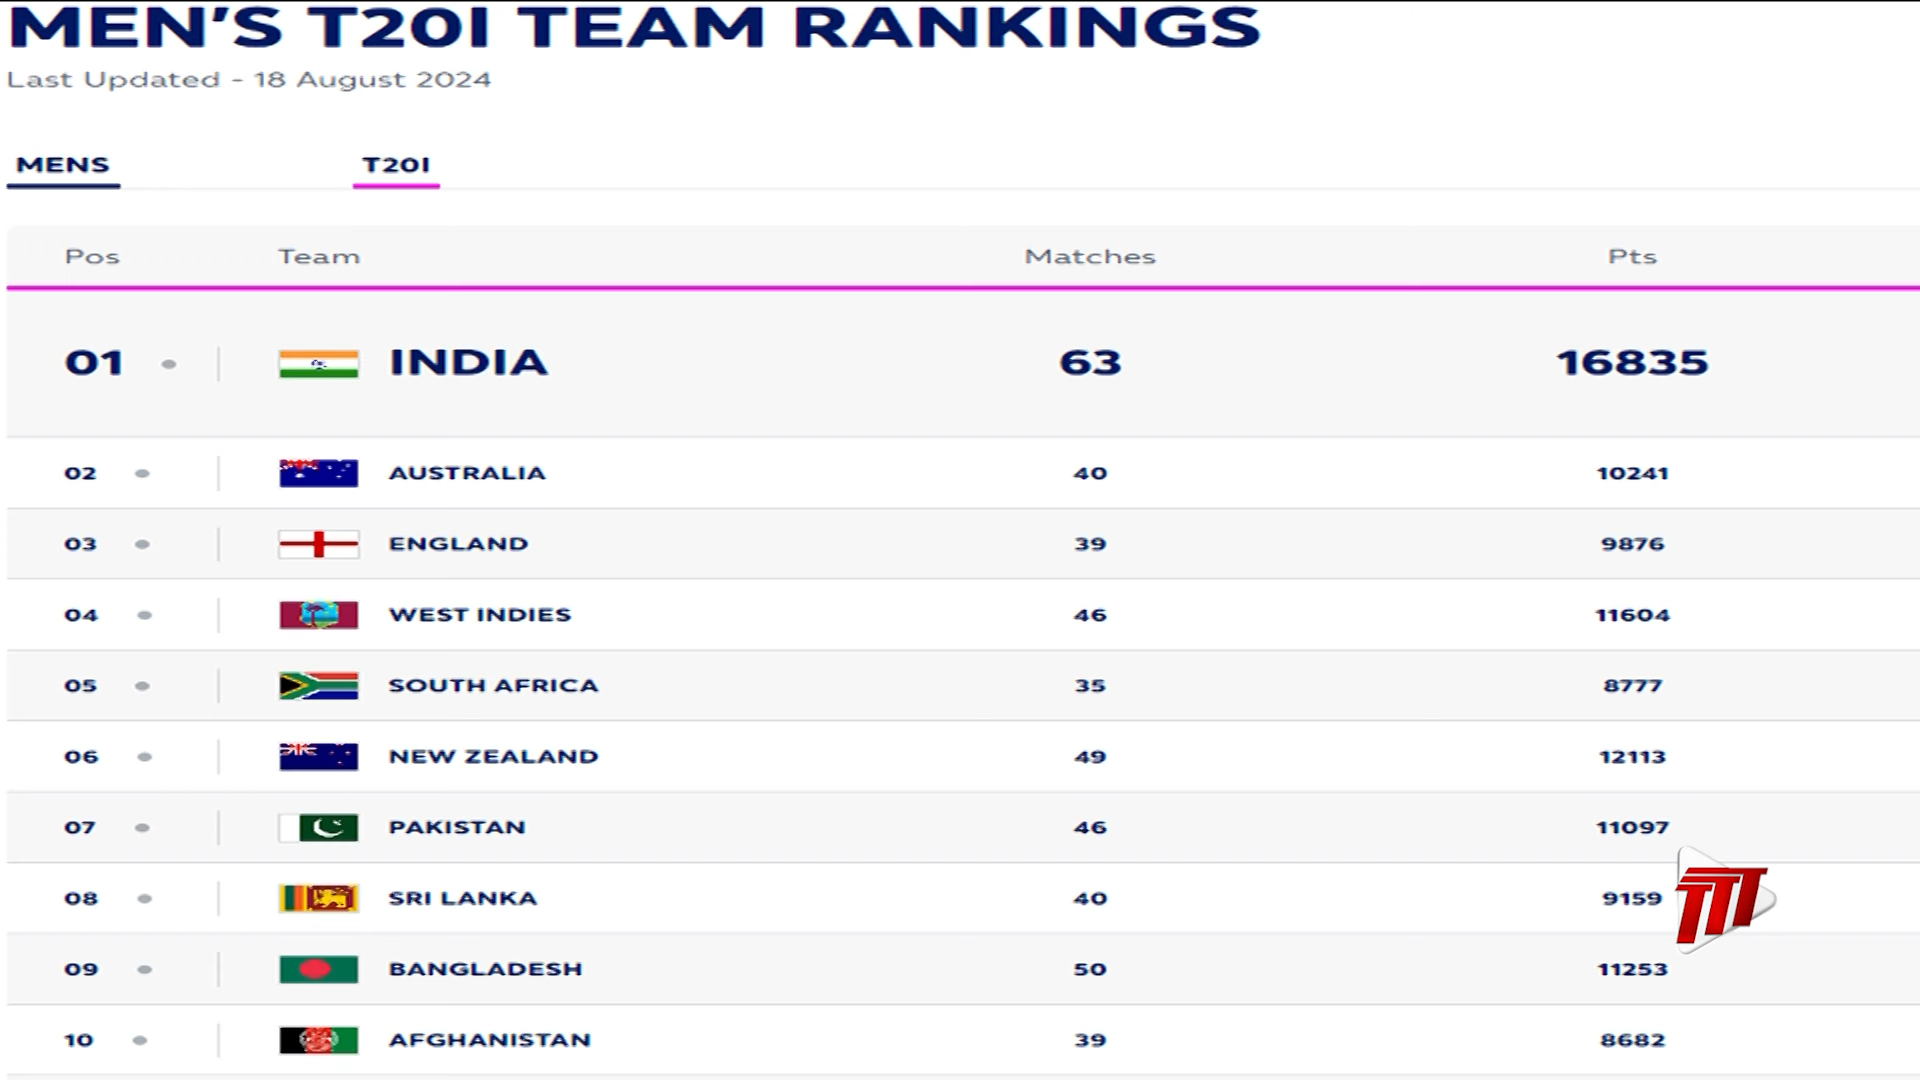 MEN'S T20I TEAM RANKINGS
Last Updated - 18 August 2024
MENS T20I
Pos Team Matches Pts
01 INDIA 63 16835
02 AUSTRALIA 40 10241
03 ENGLAND 39 9876
04 WEST INDIES 46 11604
05 SOUTH AFRICA 35 8777
06 NEW ZEALAND 49 12113
07 PAKISTAN 46 11097
08 SRI LANKA 40 9159
TTT
09 BANGLADESH 50 11253
10 AFGHANISTAN 39 8682